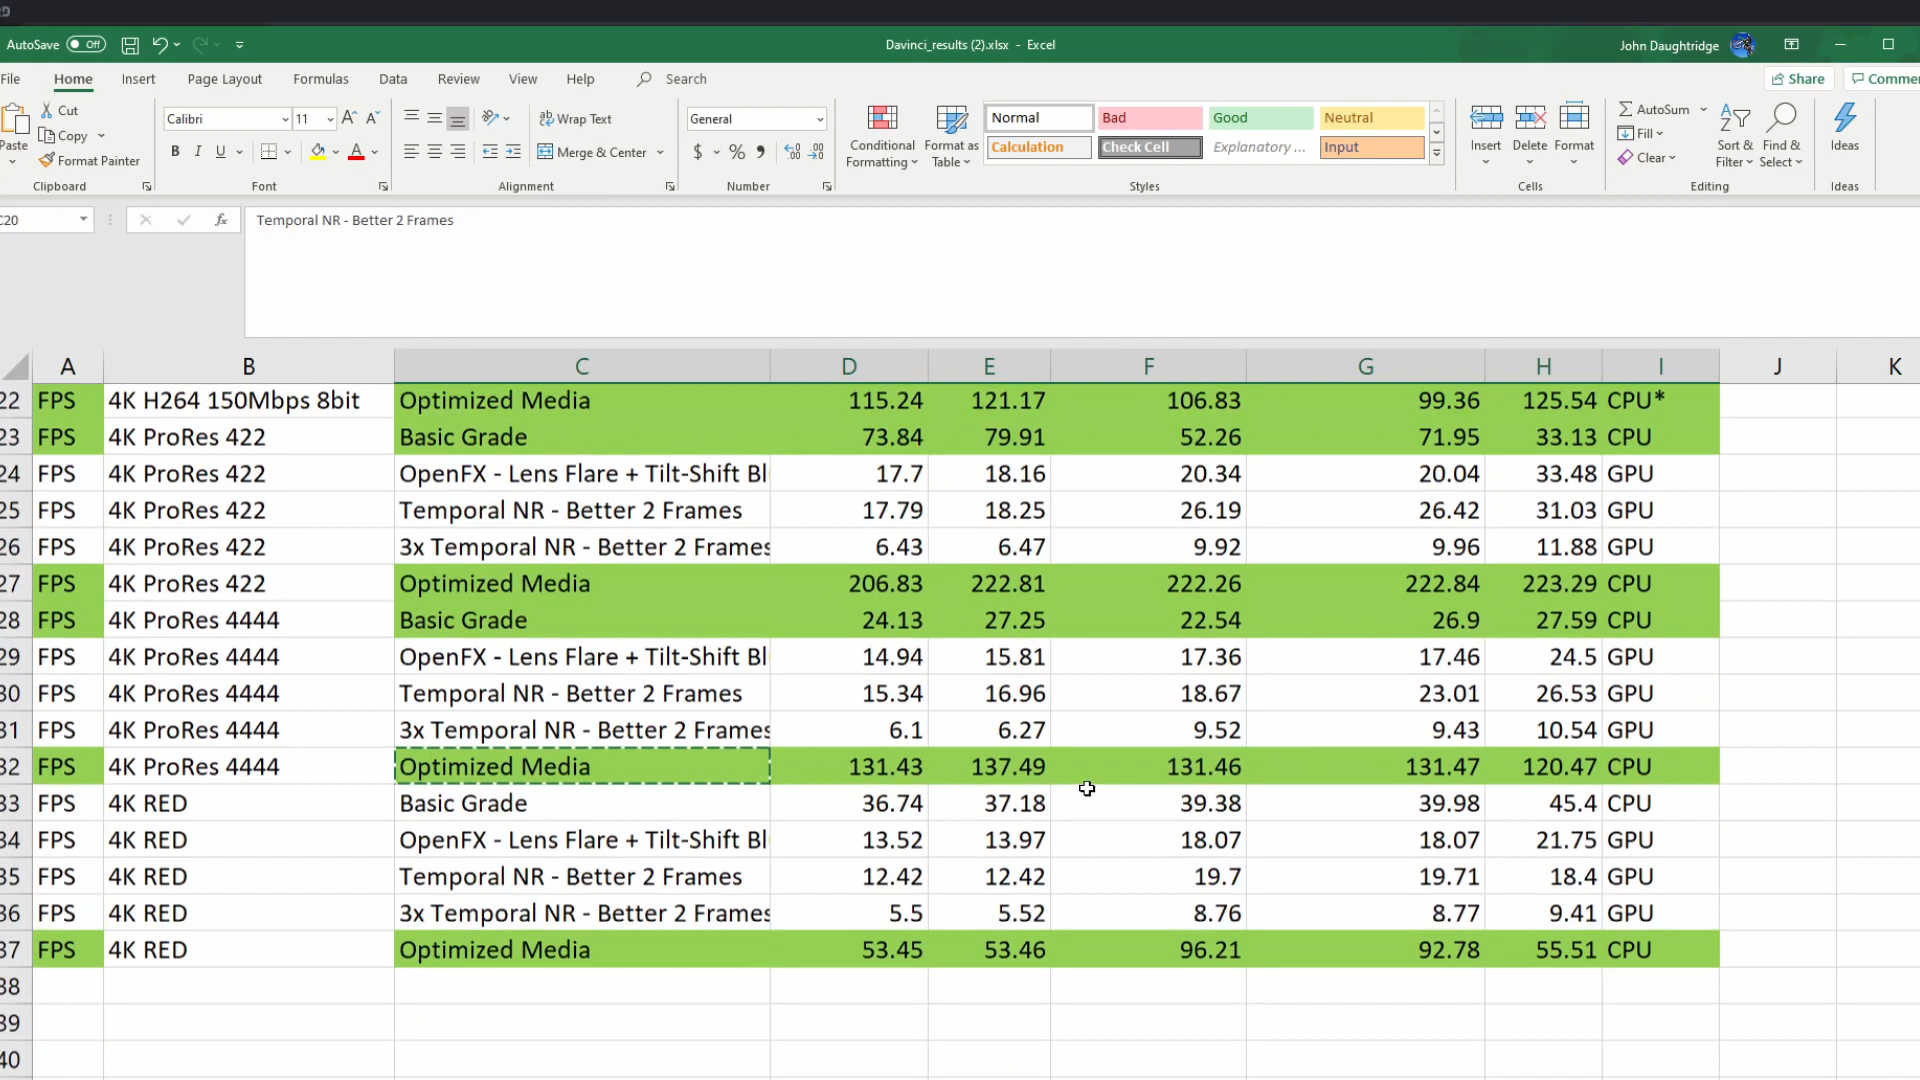 AutoSave Off Davinci_results (2).xlsx - Excel John Daughtridge
File Home Insert Page Layout Formulas Data Review View Help Search Share Comme
Paste Cut Copy Format Painter Clipboard
Calibri 11 A A B I U A Font
Wrap Text Merge & Center Alignment
General $ % Number
Conditional Formatting Format as Table Normal Bad Good Neutral Calculation Check Cell Explanatory ... Input Styles
Insert Delete Format Cells
AutoSum Fill Clear Sort & Filter Find & Select Editing
Ideas Ideas
C20 fx Temporal NR - Better 2 Frames
A B C D E F G H I J K
22 FPS 4K H264 150Mbps 8bit Optimized Media 115.24 121.17 106.83 99.36 125.54 CPU*
23 FPS 4K ProRes 422 Basic Grade 73.84 79.91 52.26 71.95 33.13 CPU
24 FPS 4K ProRes 422 OpenFX - Lens Flare + Tilt-Shift Bl 17.7 18.16 20.34 20.04 33.48 GPU
25 FPS 4K ProRes 422 Temporal NR - Better 2 Frames 17.79 18.25 26.19 26.42 31.03 GPU
26 FPS 4K ProRes 422 3x Temporal NR - Better 2 Frames 6.43 6.47 9.92 9.96 11.88 GPU
27 FPS 4K ProRes 422 Optimized Media 206.83 222.81 222.26 222.84 223.29 CPU
28 FPS 4K ProRes 4444 Basic Grade 24.13 27.25 22.54 26.9 27.59 CPU
29 FPS 4K ProRes 4444 OpenFX - Lens Flare + Tilt-Shift Bl 14.94 15.81 17.36 17.46 24.5 GPU
30 FPS 4K ProRes 4444 Temporal NR - Better 2 Frames 15.34 16.96 18.67 23.01 26.53 GPU
31 FPS 4K ProRes 4444 3x Temporal NR - Better 2 Frames 6.1 6.27 9.52 9.43 10.54 GPU
32 FPS 4K ProRes 4444 Optimized Media 131.43 137.49 131.46 131.47 120.47 CPU
33 FPS 4K RED Basic Grade 36.74 37.18 39.38 39.98 45.4 CPU
34 FPS 4K RED OpenFX - Lens Flare + Tilt-Shift Bl 13.52 13.97 18.07 18.07 21.75 GPU
35 FPS 4K RED Temporal NR - Better 2 Frames 12.42 12.42 19.7 19.71 18.4 GPU
36 FPS 4K RED 3x Temporal NR - Better 2 Frames 5.5 5.52 8.76 8.77 9.41 GPU
37 FPS 4K RED Optimized Media 53.45 53.46 96.21 92.78 55.51 CPU
38
39
40